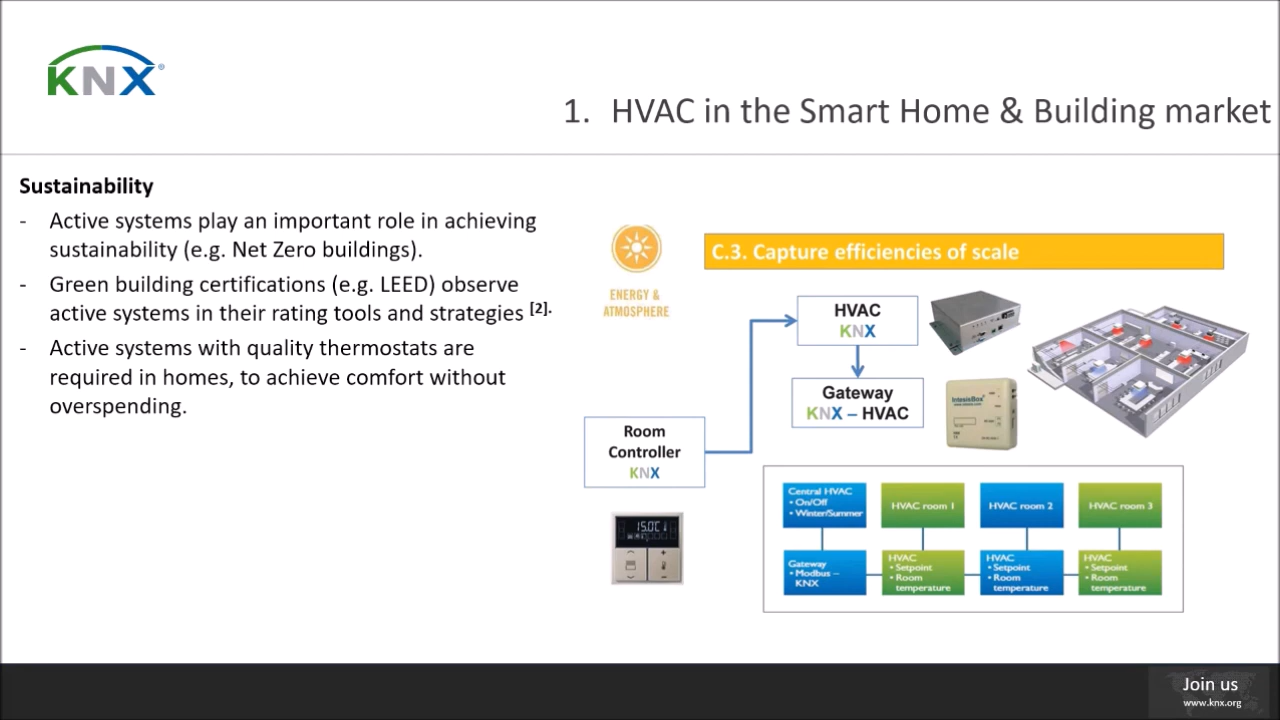 KNX®
1. HVAC in the Smart Home & Building market
Sustainability
- Active systems play an important role in achieving
sustainability (e.g. Net Zero buildings).
- Green building certifications (e.g. LEED) observe
active systems in their rating tools and strategies [2].
- Active systems with quality thermostats are
required in homes, to achieve comfort without
overspending.
ENERGY &
ATMOSPHERE
C.3. Capture efficiencies of scale
HVAC
KNX
Gateway
KNX – HVAC
IntesisBox
Room
Controller
KNX
15.0C
Central HVAC
• On/Off
• Winter/Summer
HVAC room 1
HVAC room 2
HVAC room 3
Gateway
• Modbus –
KNX
HVAC
• Setpoint
• Room
temperature
HVAC
• Setpoint
• Room
temperature
HVAC
• Setpoint
• Room
temperature
Join us
www.knx.org